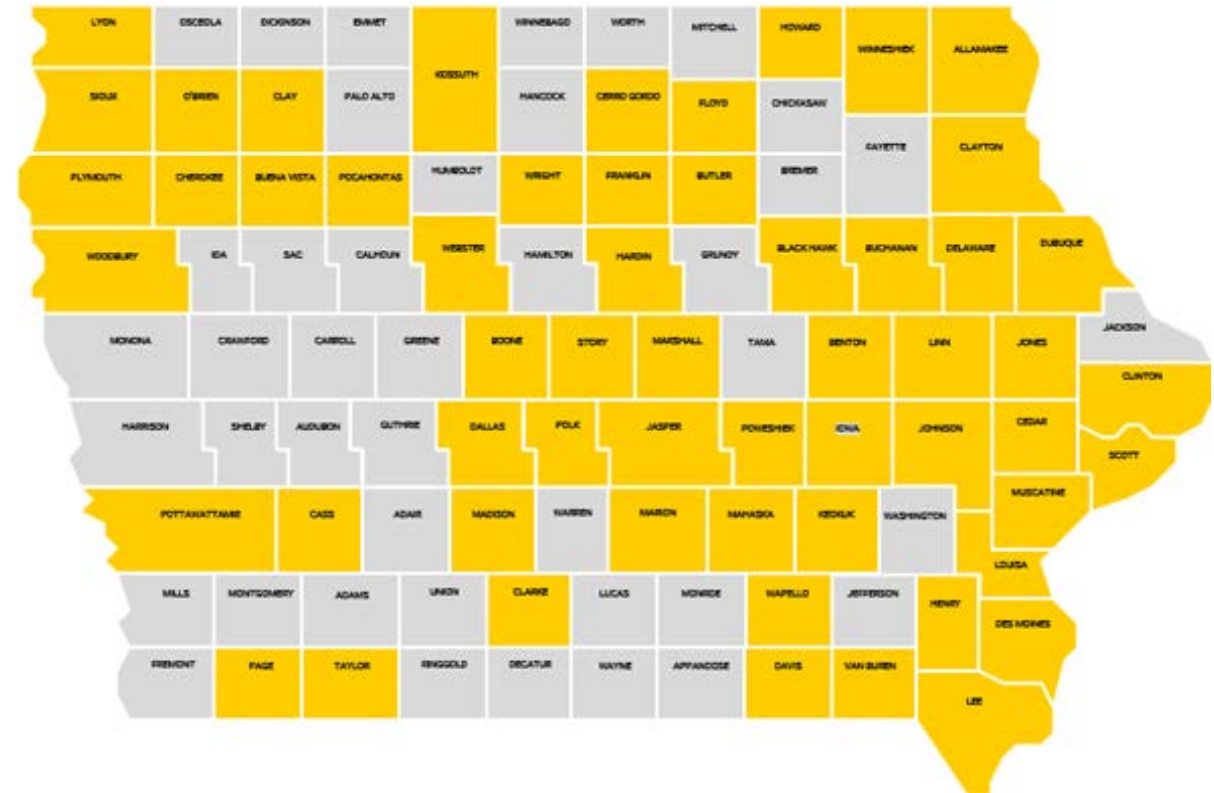 LYON OSCEOLA DICKINSON EMMET WINNEBAGO WORTH MITCHELL HOWARD
WINNESHIEK ALLAMAKEE
KOSSUTH
SIOUX O'BRIEN CLAY PALO ALTO HANCOCK CERRO GORDO FLOYD CHICKASAW
FAYETTE CLAYTON
PLYMOUTH CHEROKEE BUENA VISTA POCAHONTAS HUMBOLDT WRIGHT FRANKLIN BUTLER BREMER
WOODBURY IDA SAC CALHOUN WEBSTER HAMILTON HARDIN GRUNDY BLACK HAWK BUCHANAN DELAWARE DUBUQUE
MONONA CRAWFORD CARROLL GREENE BOONE STORY MARSHALL TAMA BENTON LINN JONES JACKSON
CLINTON
HARRISON SHELBY AUDUBON GUTHRIE DALLAS POLK JASPER POWESHIEK IOWA JOHNSON CEDAR
SCOTT
MUSCATINE
POTTAWATTAMIE CASS ADAIR MADISON WARREN MARION MAHASKA KEOKUK WASHINGTON
LOUISA
MILLS MONTGOMERY ADAMS UNION CLARKE LUCAS MONROE WAPELLO JEFFERSON HENRY
DES MOINES
FREMONT PAGE TAYLOR RINGGOLD DECATUR WAYNE APPANOOSE DAVIS VAN BUREN
LEE